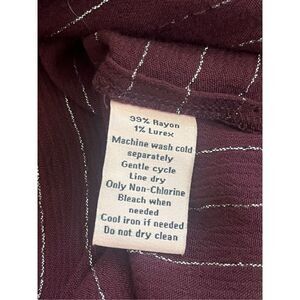 99% Rayon
1% Lurex
Machine wash cold
separately
Gentle cycle
Line dry
Only Non-Chlorine
Bleach when
needed
Cool iron if needed
Do not dry clean